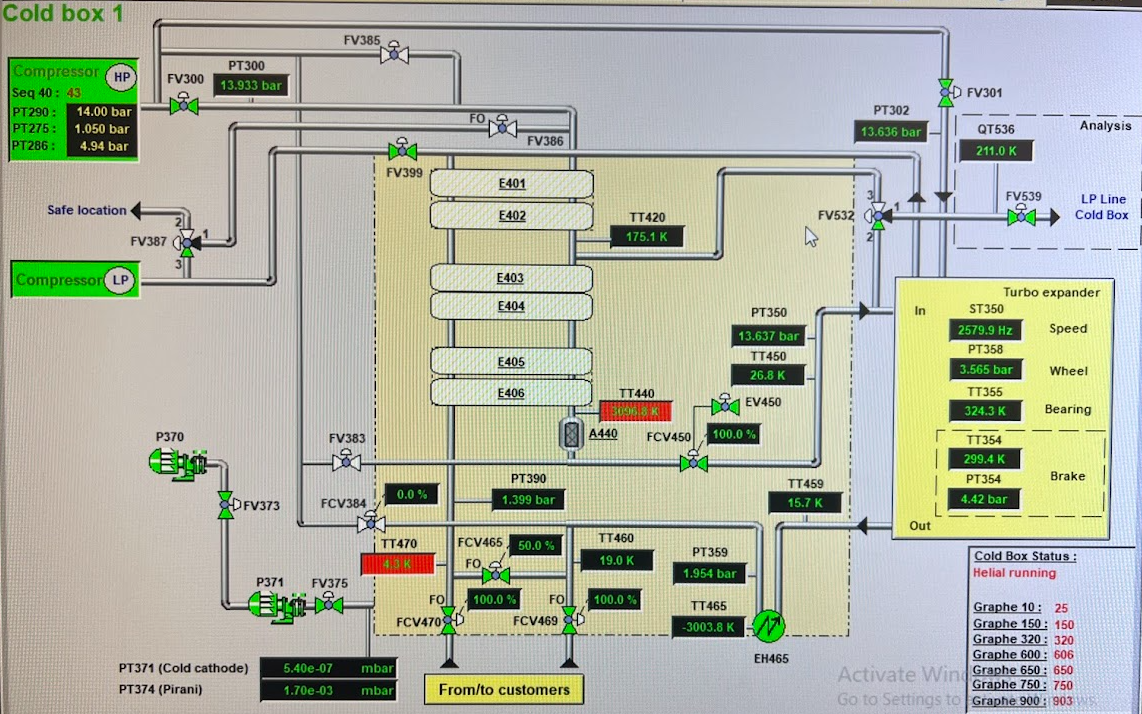 Cold box 1
Compressor HP
Seq 40 : 43
PT290 : 14.00 bar
PT275 : 1.050 bar
PT286 : 4.94 bar
FV300
PT300
13.933 bar
FV385
FO
FV386
FV399
FV301
PT302
13.636 bar
Analysis
QT536
211.0 K
FV539
LP Line
Cold Box
Safe location
2
FV387
1
3
Compressor LP
E401
E402
E403
E404
E405
E406
TT420
175.1 K
3
FV532
1
2
PT350
13.637 bar
TT450
26.8 K
EV450
TT440
A440
FCV450
100.0 %
Turbo expander
In
ST350
2579.9 Hz
Speed
PT358
3.565 bar
Wheel
TT355
324.3 K
Bearing
TT354
299.4 K
PT354
4.42 bar
Brake
Out
P370
FV373
P371
FV375
FV383
FCV384
0.0 %
PT390
1.399 bar
TT459
15.7 K
TT470
4.3 K
FCV465
50.0 %
FO
TT460
19.0 K
PT359
1.954 bar
TT465
-3003.8 K
EH465
FO
100.0 %
FCV470
FO
100.0 %
FCV469
From/to customers
PT371 (Cold cathode) 5.40e-07 mbar
PT374 (Pirani) 1.70e-03 mbar
Cold Box Status :
Helial running
Graphe 10 : 25
Graphe 150 : 150
Graphe 320 : 320
Graphe 600 : 606
Graphe 650 : 650
Graphe 750 : 750
Graphe 900 : 903
Activate
Go to Settings to